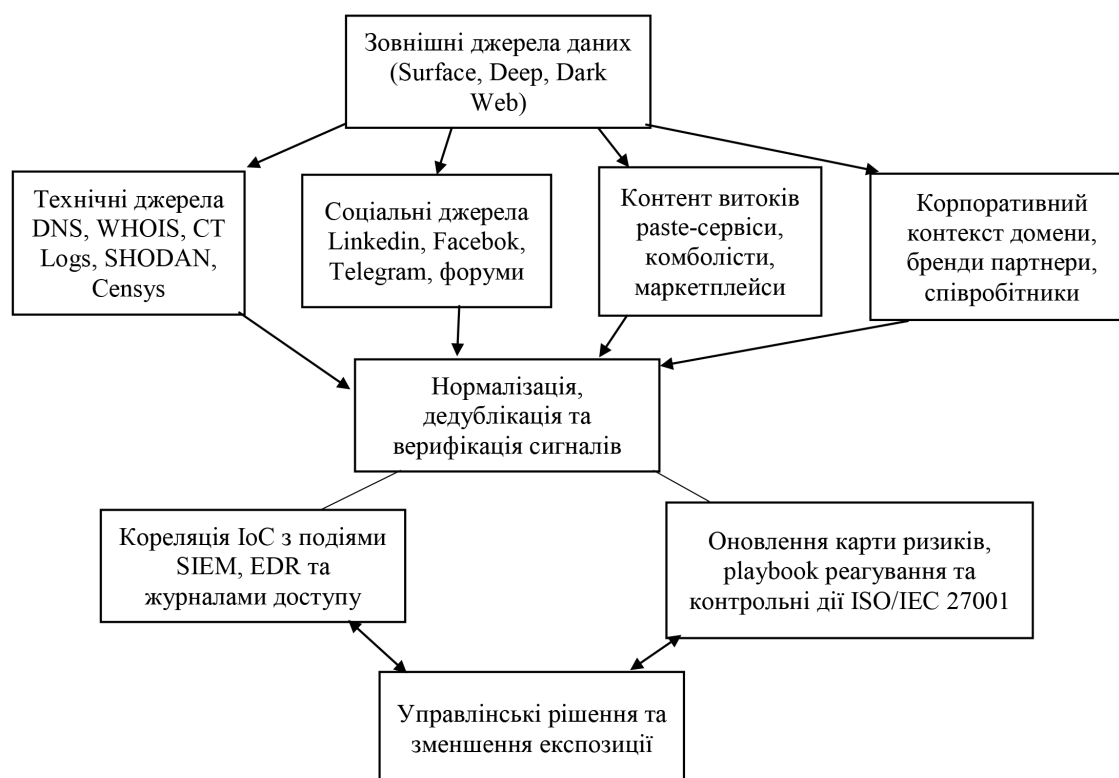 Зовнішні джерела даних
(Surface, Deep, Dark
Web)
Технічні джерела
DNS, WHOIS, CT
Logs, SHODAN,
Censys
Соціальні джерела
Linkedin, Facebok,
Telegram, форуми
Контент витоків
paste-сервіси,
комболісти,
маркетплейси
Корпоративний
контекст домени,
бренди партнери,
співробітники
Нормалізація,
дедублікація та
верифікація сигналів
Кореляція IoC з подіями
SIEM, EDR та
журналами доступу
Оновлення карти ризиків,
playbook реагування та
контрольні дії ISO/IEC 27001
Управлінські рішення та
зменшення експозиції